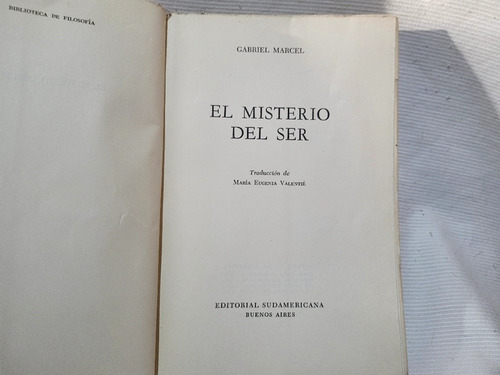 BIBLIOTECA DE FILOSOFÍA
GABRIEL MARCEL
EL MISTERIO
DEL SER
Traducción de
MARÍA EUGENIA VALENTIÉ
EDITORIAL SUDAMERICANA
BUENOS AIRES